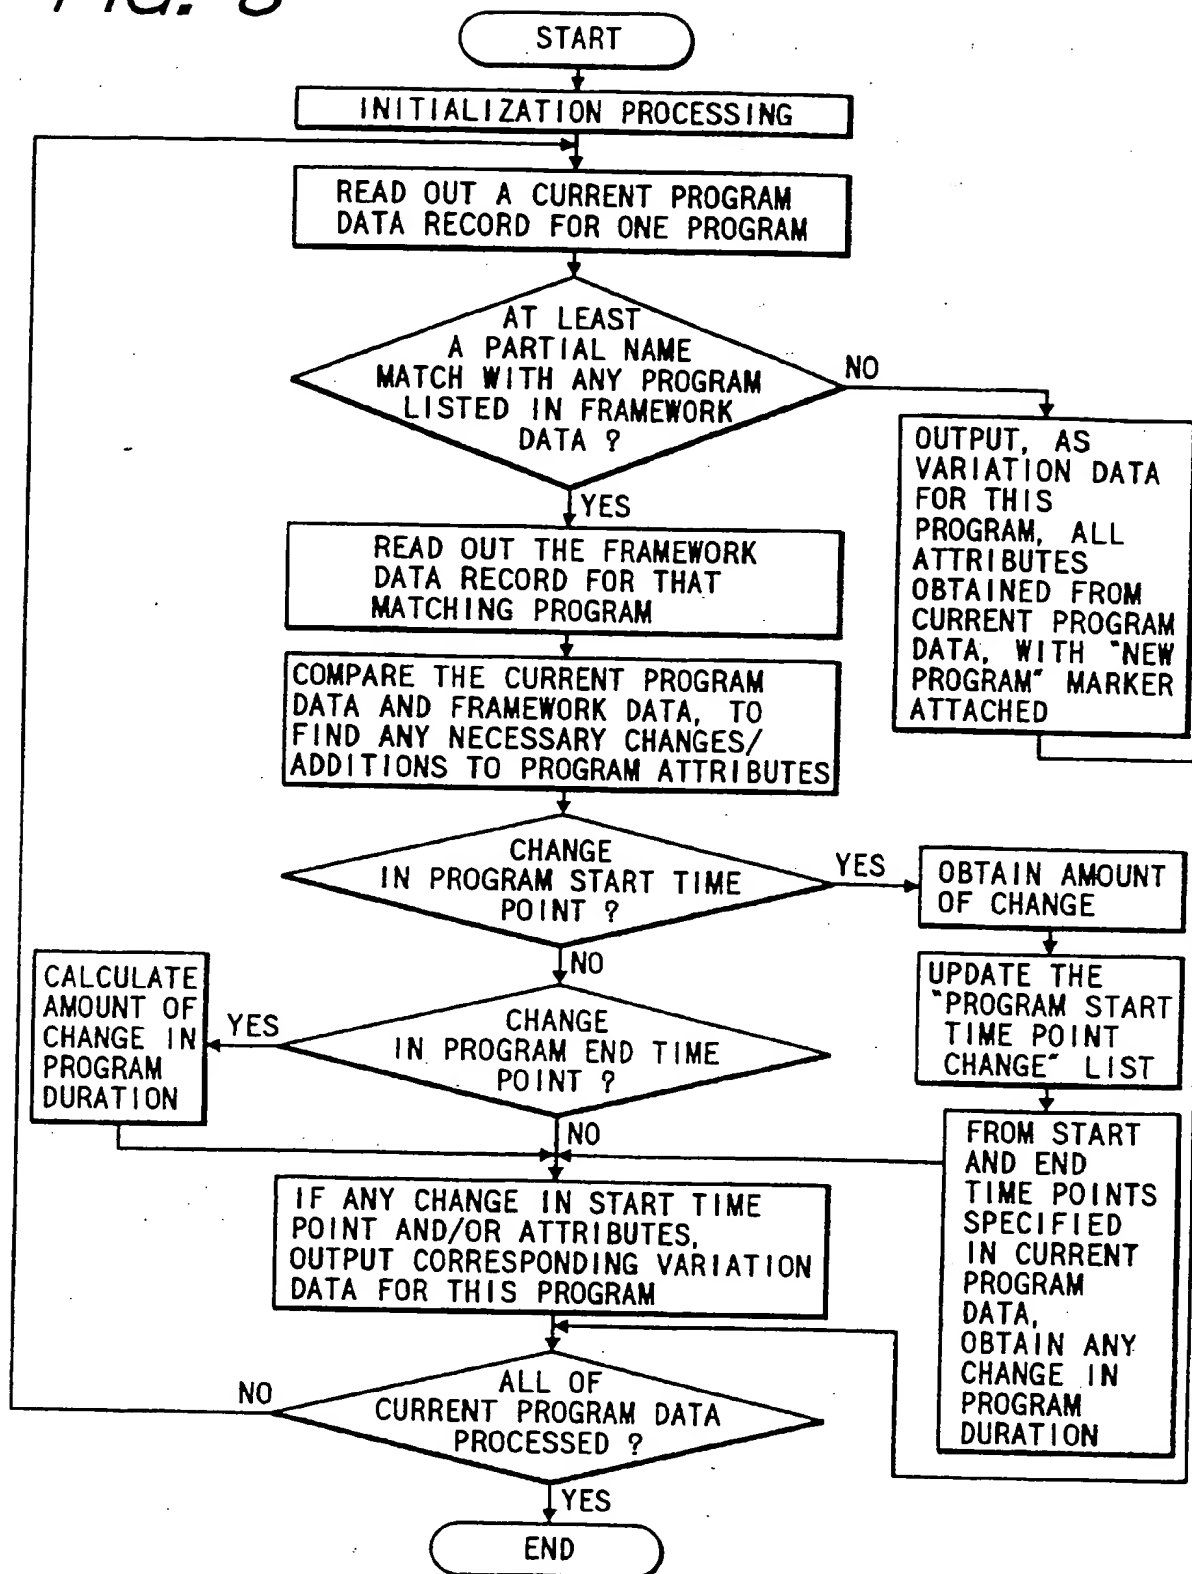 FIG. 8
START
INITIALIZATION PROCESSING
READ OUT A CURRENT PROGRAM
DATA RECORD FOR ONE PROGRAM
AT LEAST
A PARTIAL NAME
MATCH WITH ANY PROGRAM
LISTED IN FRAMEWORK
DATA ?
NO
OUTPUT, AS
VARIATION DATA
FOR THIS
PROGRAM, ALL
ATTRIBUTES
OBTAINED FROM
CURRENT PROGRAM
DATA, WITH "NEW
PROGRAM" MARKER
ATTACHED
YES
READ OUT THE FRAMEWORK
DATA RECORD FOR THAT
MATCHING PROGRAM
COMPARE THE CURRENT PROGRAM
DATA AND FRAMEWORK DATA, TO
FIND ANY NECESSARY CHANGES/
ADDITIONS TO PROGRAM ATTRIBUTES
CHANGE
IN PROGRAM START TIME
POINT ?
YES
OBTAIN AMOUNT
OF CHANGE
UPDATE THE
"PROGRAM START
TIME POINT
CHANGE" LIST
NO
CHANGE
IN PROGRAM END TIME
POINT ?
YES
CALCULATE
AMOUNT OF
CHANGE IN
PROGRAM
DURATION
NO
FROM START
AND END
TIME POINTS
SPECIFIED
IN CURRENT
PROGRAM
DATA,
OBTAIN ANY
CHANGE IN
PROGRAM
DURATION
IF ANY CHANGE IN START TIME
POINT AND/OR ATTRIBUTES,
OUTPUT CORRESPONDING VARIATION
DATA FOR THIS PROGRAM
ALL OF
CURRENT PROGRAM DATA
PROCESSED ?
NO
YES
END